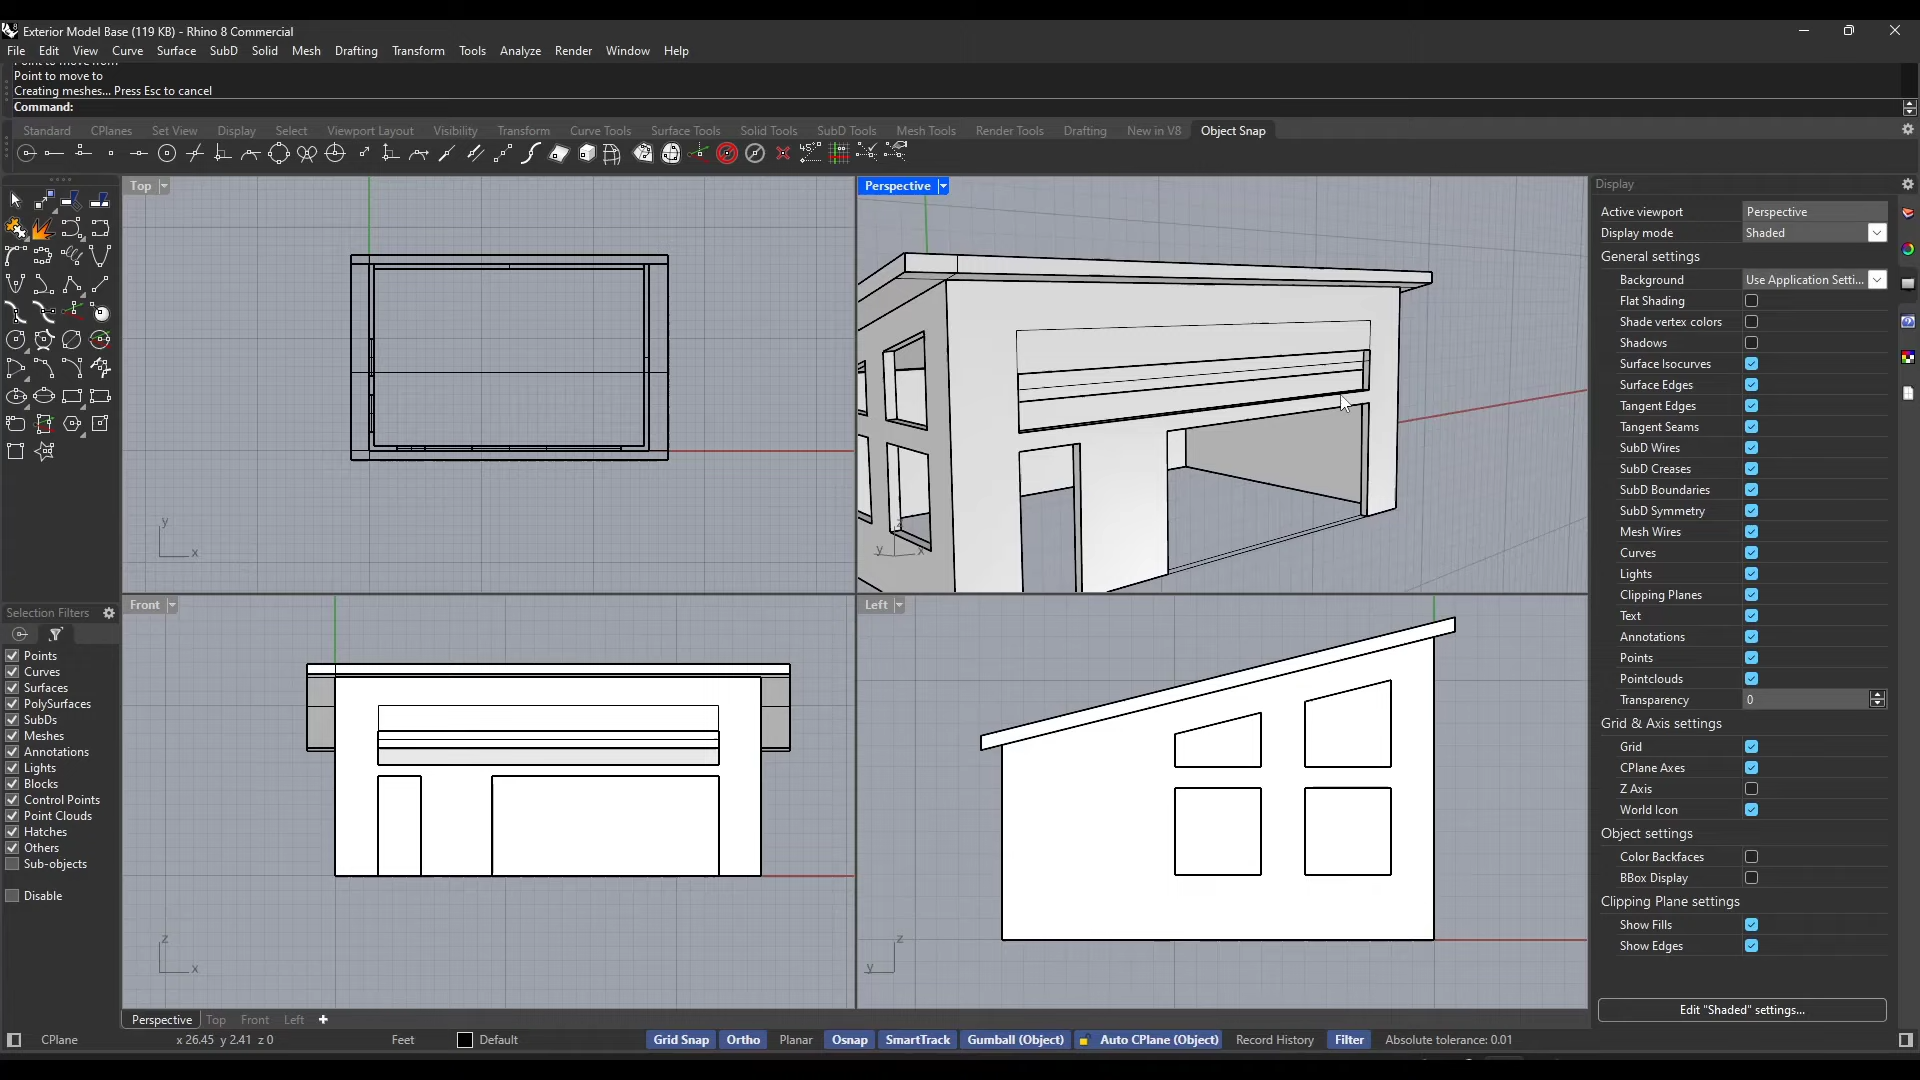 Exterior Model Base (119 KB) - Rhino 8 Commercial
File Edit View Curve Surface SubD Solid Mesh Drafting Transform Tools Analyze Render Window Help
Point to move from
Point to move to
Creating meshes... Press Esc to cancel
Command:
Standard CPlanes Set View Display Select Viewport Layout Visibility Transform Curve Tools Surface Tools Solid Tools SubD Tools Mesh Tools Render Tools Drafting New in V8 Object Snap
Top
y
x
Perspective
z
y
x
Front
z
x
Left
z
y
Selection Filters
Points
Curves
Surfaces
PolySurfaces
SubDs
Meshes
Annotations
Lights
Blocks
Control Points
Point Clouds
Hatches
Others
Sub-objects
Disable
Display
Active viewport Perspective
Display mode Shaded
General settings
Background Use Application Setti...
Flat Shading
Shade vertex colors
Shadows
Surface Isocurves
Surface Edges
Tangent Edges
Tangent Seams
SubD Wires
SubD Creases
SubD Boundaries
SubD Symmetry
Mesh Wires
Curves
Lights
Clipping Planes
Text
Annotations
Points
Pointclouds
Transparency 0
Grid & Axis settings
Grid
CPlane Axes
Z Axis
World Icon
Object settings
Color Backfaces
BBox Display
Clipping Plane settings
Show Fills
Show Edges
Edit "Shaded" settings...
Perspective Top Front Left
CPlane x 26.45 y 2.41 z 0 Feet Default Grid Snap Ortho Planar Osnap SmartTrack Gumball (Object) Auto CPlane (Object) Record History Filter Absolute tolerance: 0.01